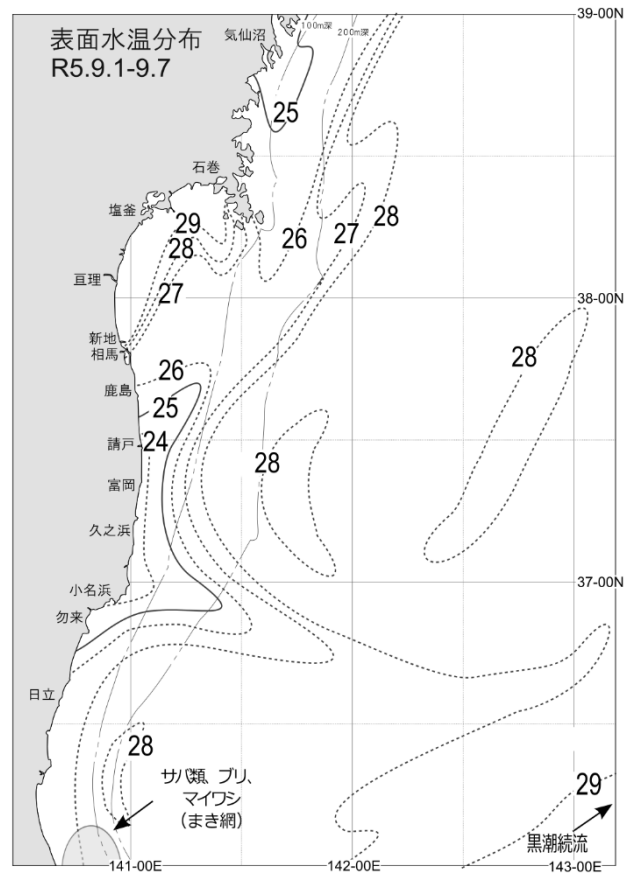 表面水温分布
R5.9.1-9.7
気仙沼
100m深
200m深
39-00N
25
石巻
塩釜
29
28
26
27
28
亘理
27
38-00N
新地
相馬
26
28
鹿島
25
請戸
24
28
富岡
久之浜
小名浜
37-00N
勿来
日立
28
サバ類、ブリ、
マイワシ
(まき網)
29
黒潮続流
141-00E
142-00E
143-00E